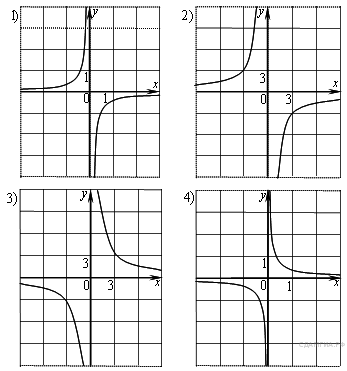 1) y 2) y
1 x 3 x
0 1 0 3
3) y 4) y
3 1
0 3 x 0 1 x